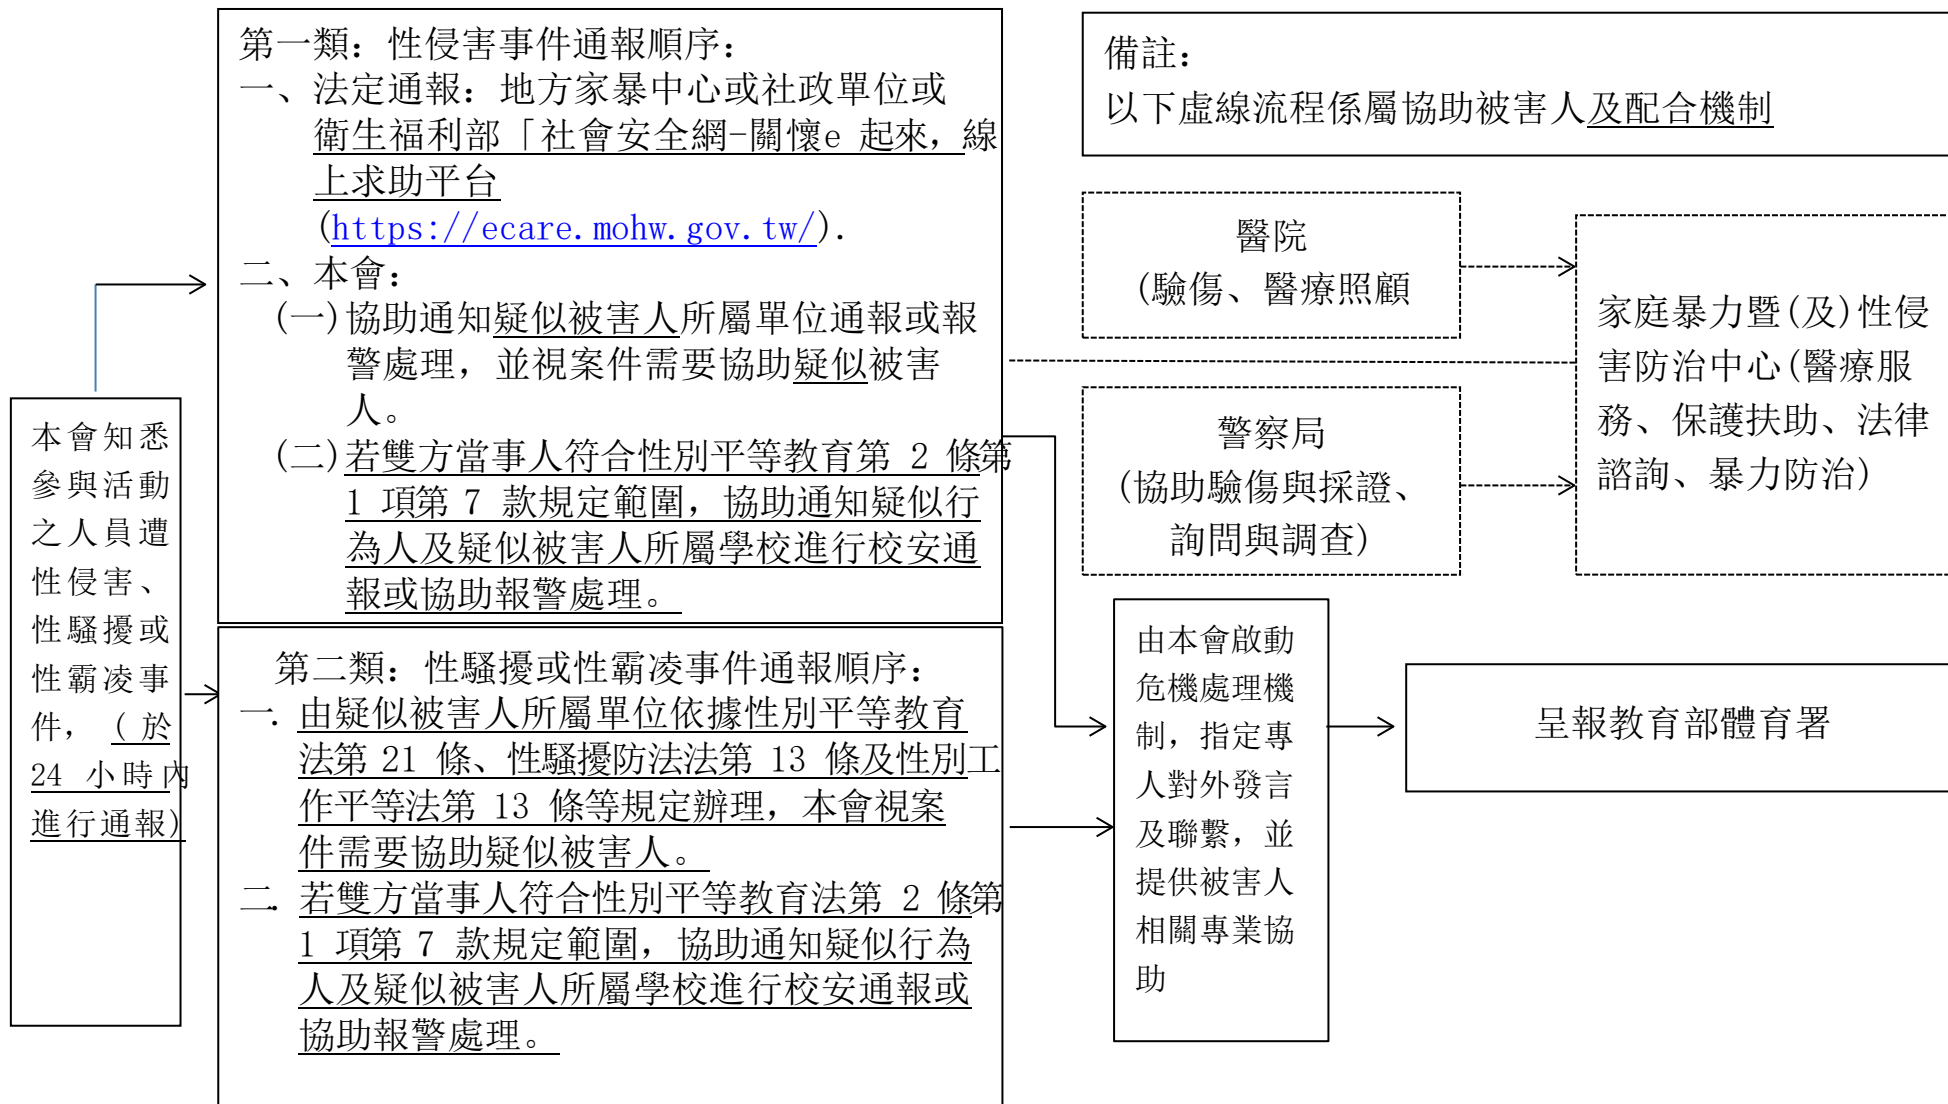 本會知悉
參與活動
之人員遭
性侵害、
性騷擾或
性霸凌事
件，(於
24 小時內
進行通報)
第一類：性侵害事件通報順序：
一、法定通報：地方家暴中心或社政單位或
衛生福利部「社會安全網-關懷e 起來，線
上求助平台
(https://ecare.mohw.gov.tw/).
二、本會：
(一)協助通知疑似被害人所屬單位通報或報
警處理，並視案件需要協助疑似被害
人。
(二)若雙方當事人符合性別平等教育第 2 條第
1 項第 7 款規定範圍，協助通知疑似行
為人及疑似被害人所屬學校進行校安通
報或協助報警處理。
第二類：性騷擾或性霸凌事件通報順序：
一. 由疑似被害人所屬單位依據性別平等教育
法第 21 條、性騷擾防法法第 13 條及性別工
作平等法第 13 條等規定辦理，本會視案
件需要協助疑似被害人。
二. 若雙方當事人符合性別平等教育法第 2 條第
1 項第 7 款規定範圍，協助通知疑似行為
人及疑似被害人所屬學校進行校安通報或
協助報警處理。
備註：
以下虛線流程係屬協助被害人及配合機制
醫院
(驗傷、醫療照顧
警察局
(協助驗傷與採證、
詢問與調查)
家庭暴力暨(及)性侵
害防治中心(醫療服
務、保護扶助、法律
諮詢、暴力防治)
由本會啟動
危機處理機
制，指定專
人對外發言
及聯繫，並
提供被害人
相關專業協
助
呈報教育部體育署